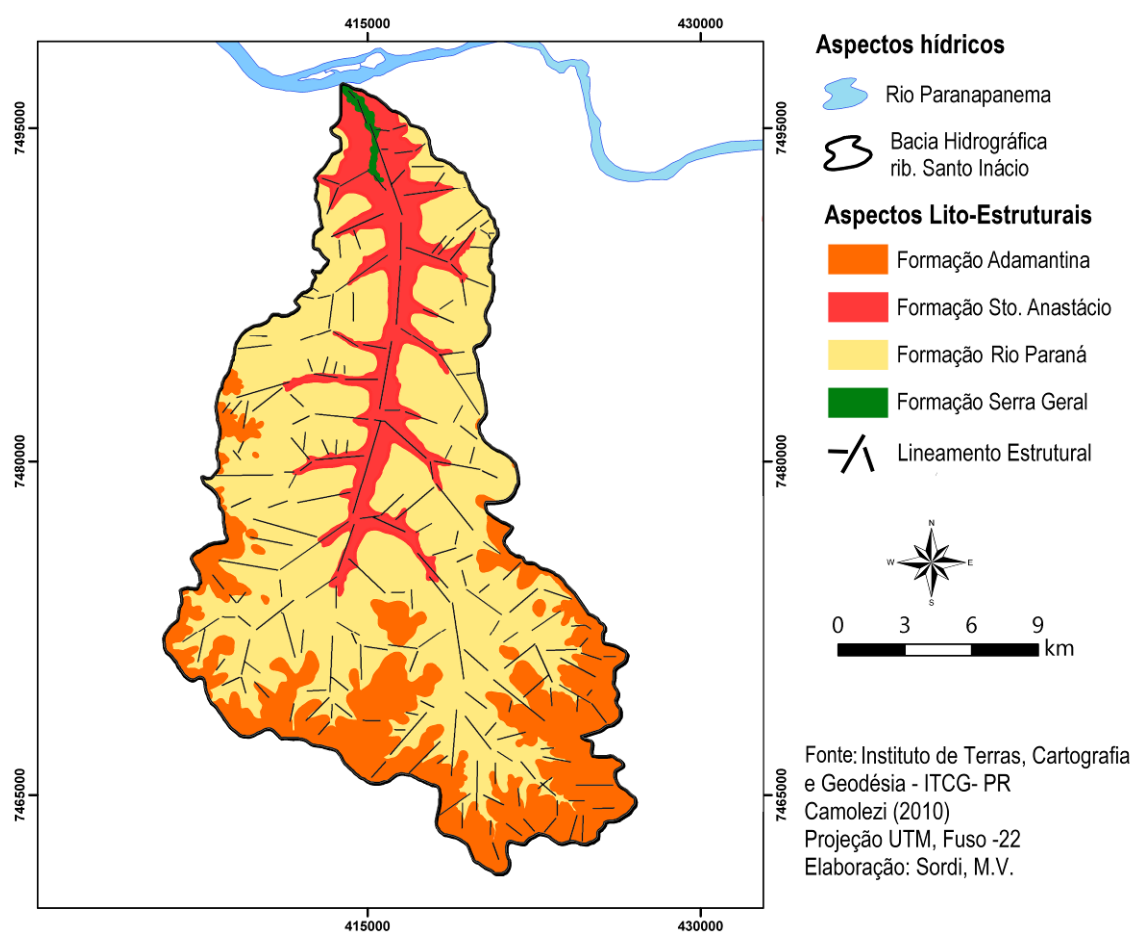 415000
430000
7495000
7480000
7465000
7495000
7480000
7465000
415000
430000
Aspectos hídricos
Rio Paranapanema
Bacia Hidrográfica
rib. Santo Inácio
Aspectos Lito-Estruturais
Formação Adamantina
Formação Sto. Anastácio
Formação Rio Paraná
Formação Serra Geral
Lineamento Estrutural
N
W
E
S
0 3 6 9
km
Fonte: Instituto de Terras, Cartografia
e Geodésia - ITCG- PR
Camolezi (2010)
Projeção UTM, Fuso -22
Elaboração: Sordi, M.V.